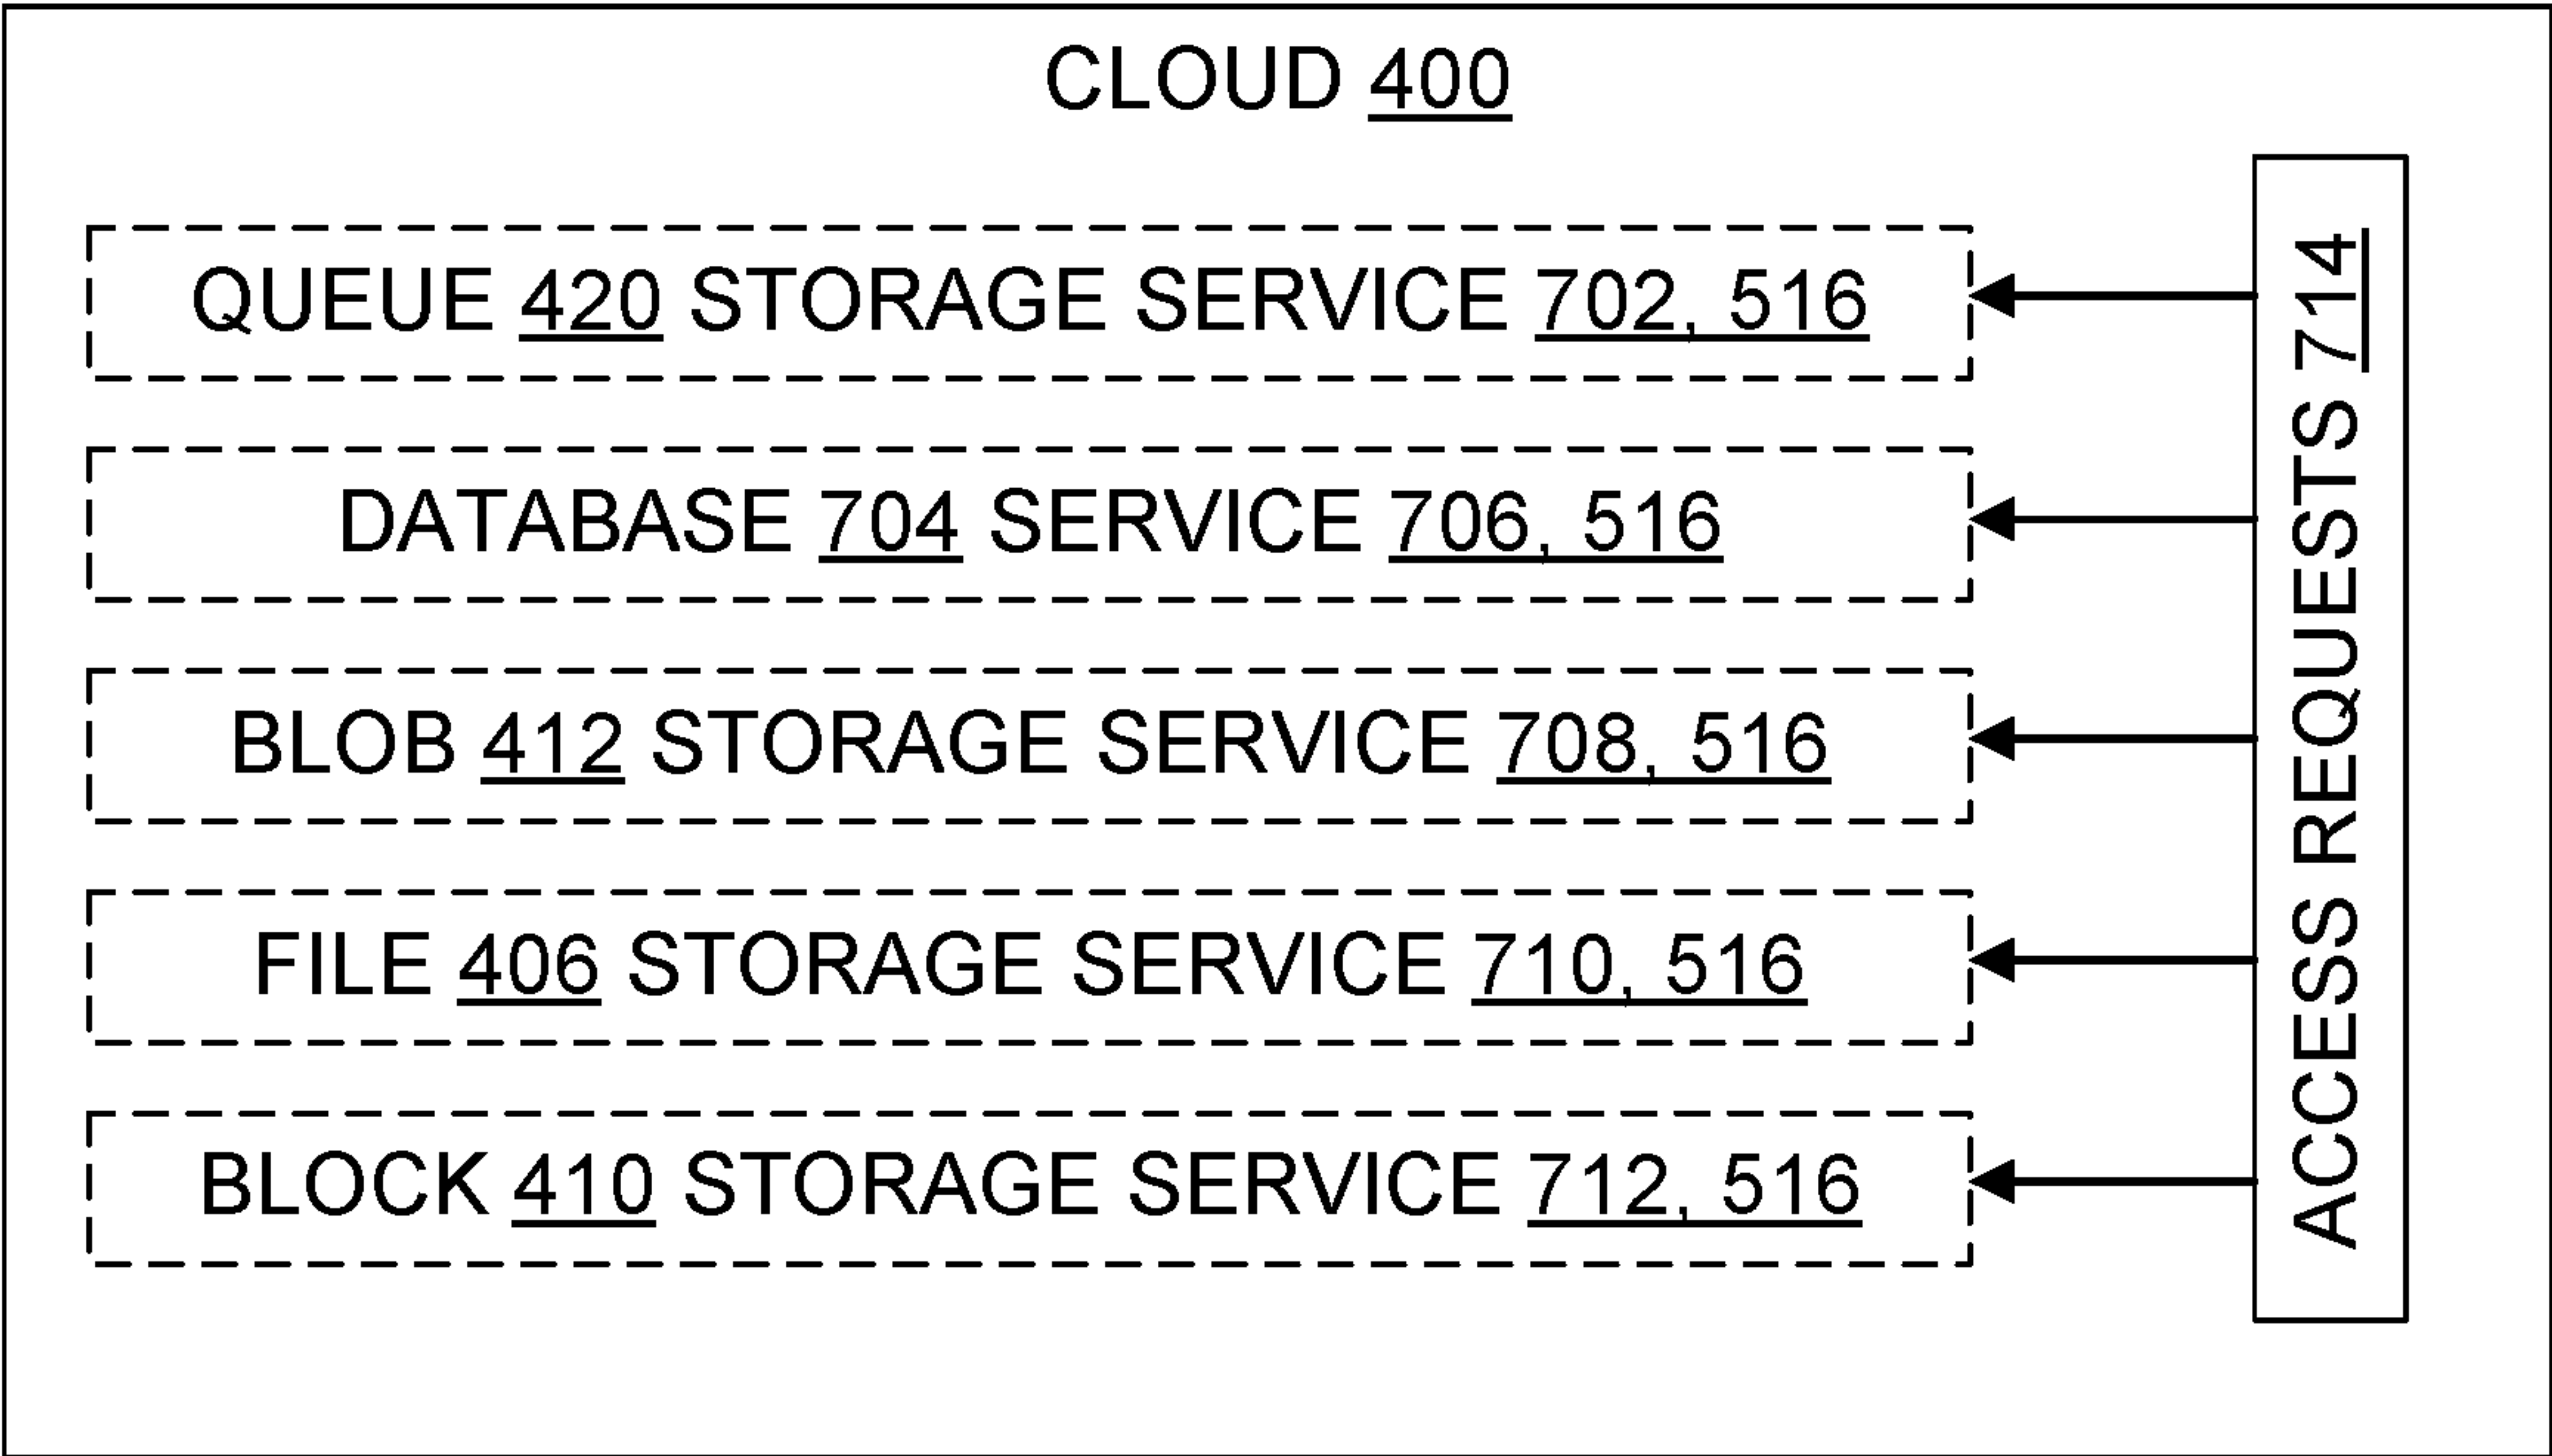 CLOUD 400
QUEUE 420 STORAGE SERVICE 702, 516
DATABASE 704 SERVICE 706, 516
BLOB 412 STORAGE SERVICE 708, 516
FILE 406 STORAGE SERVICE 710, 516
BLOCK 410 STORAGE SERVICE 712, 516
ACCESS REQUESTS 714